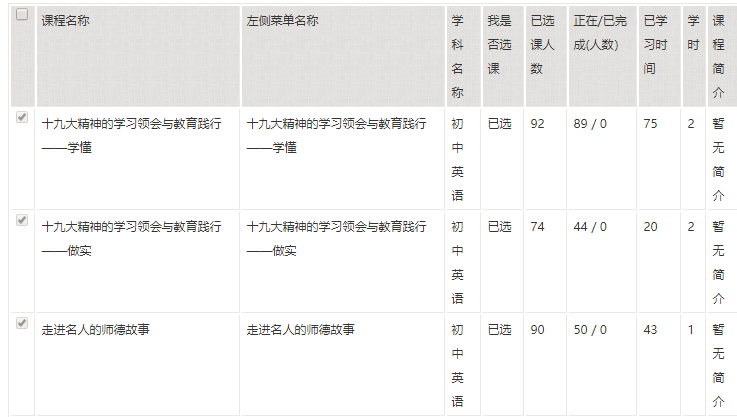 课程名称
左侧菜单名称
学
科
名
称
我是
否选
课
已选
课人
数
正在/已完
成(人数)
已学
习时
间
学
时
课
程
简
介
十九大精神的学习领会与教育践行
——学懂
十九大精神的学习领会与教育践行
——学懂
初
中
英
语
已选
92
89 / 0
75
2
暂
无
简
介
十九大精神的学习领会与教育践行
——做实
十九大精神的学习领会与教育践行
——做实
初
中
英
语
已选
74
44 / 0
20
2
暂
无
简
介
走进名人的师德故事
走进名人的师德故事
初
中
英
语
已选
90
50 / 0
43
1
暂
无
简
介